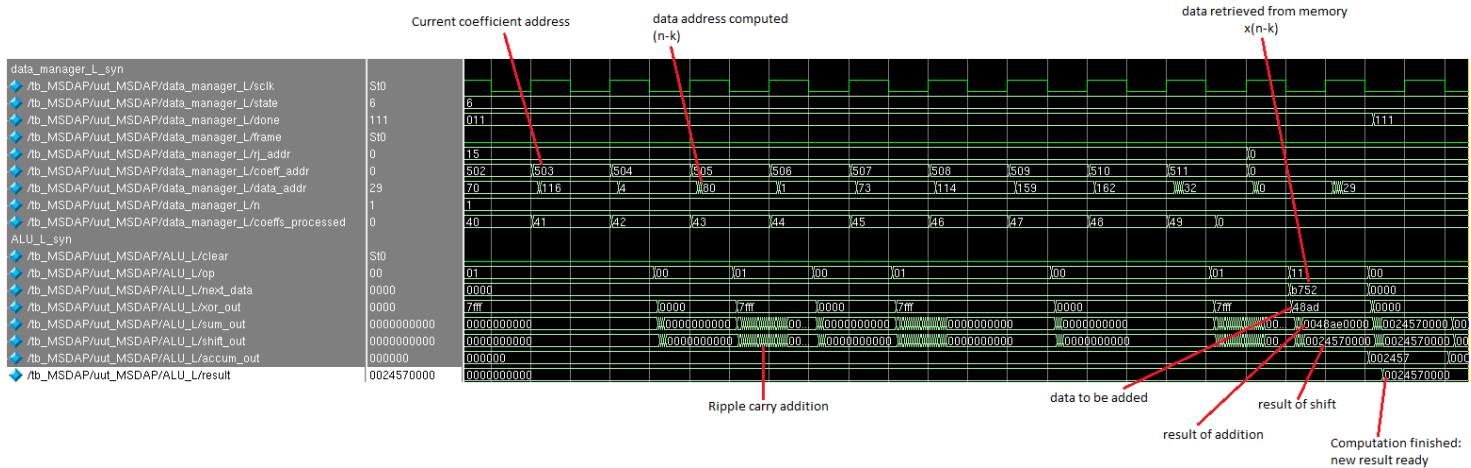 Current coefficient address
data address computed
(n-k)
data retrieved from memory
x(n-k)
data_manager_L_syn
/tb_MSDAP/uut_MSDAP/data_manager_L/sclk St0
/tb_MSDAP/uut_MSDAP/data_manager_L/state 6 6
/tb_MSDAP/uut_MSDAP/data_manager_L/done 111 011 111
/tb_MSDAP/uut_MSDAP/data_manager_L/frame St0
/tb_MSDAP/uut_MSDAP/data_manager_L/rj_addr 0 15 0
/tb_MSDAP/uut_MSDAP/data_manager_L/coeff_addr 0 502 503 504 505 506 507 508 509 510 511 0
/tb_MSDAP/uut_MSDAP/data_manager_L/data_addr 29 70 116 4 80 1 73 114 159 162 32 0 29
/tb_MSDAP/uut_MSDAP/data_manager_L/n 1 1
/tb_MSDAP/uut_MSDAP/data_manager_L/coeffs_processed 0 40 41 42 43 44 45 46 47 48 49 0
ALU_L_syn
/tb_MSDAP/uut_MSDAP/ALU_L/clear St0
/tb_MSDAP/uut_MSDAP/ALU_L/op 00 01 00 01 00 01 00 01 11 00
/tb_MSDAP/uut_MSDAP/ALU_L/next_data 0000 0000 b752 0000
/tb_MSDAP/uut_MSDAP/ALU_L/xor_out 0000 7fff 0000 7fff 0000 7fff 0000 7fff 48ad 0000
/tb_MSDAP/uut_MSDAP/ALU_L/sum_out 0000000000 0000000000 0000000000 00... 0000000000 00... 0000000000 00... 0048ae0000 0024570000
/tb_MSDAP/uut_MSDAP/ALU_L/shift_out 0000000000 0000000000 0000000000 00... 0000000000 00... 0000000000 00... 0024570000 0024570000
/tb_MSDAP/uut_MSDAP/ALU_L/accum_out 000000 000000 002457
/tb_MSDAP/uut_MSDAP/ALU_L/result 0024570000 0000000000 0024570000
Ripple carry addition
data to be added
result of addition
result of shift
Computation finished:
new result ready